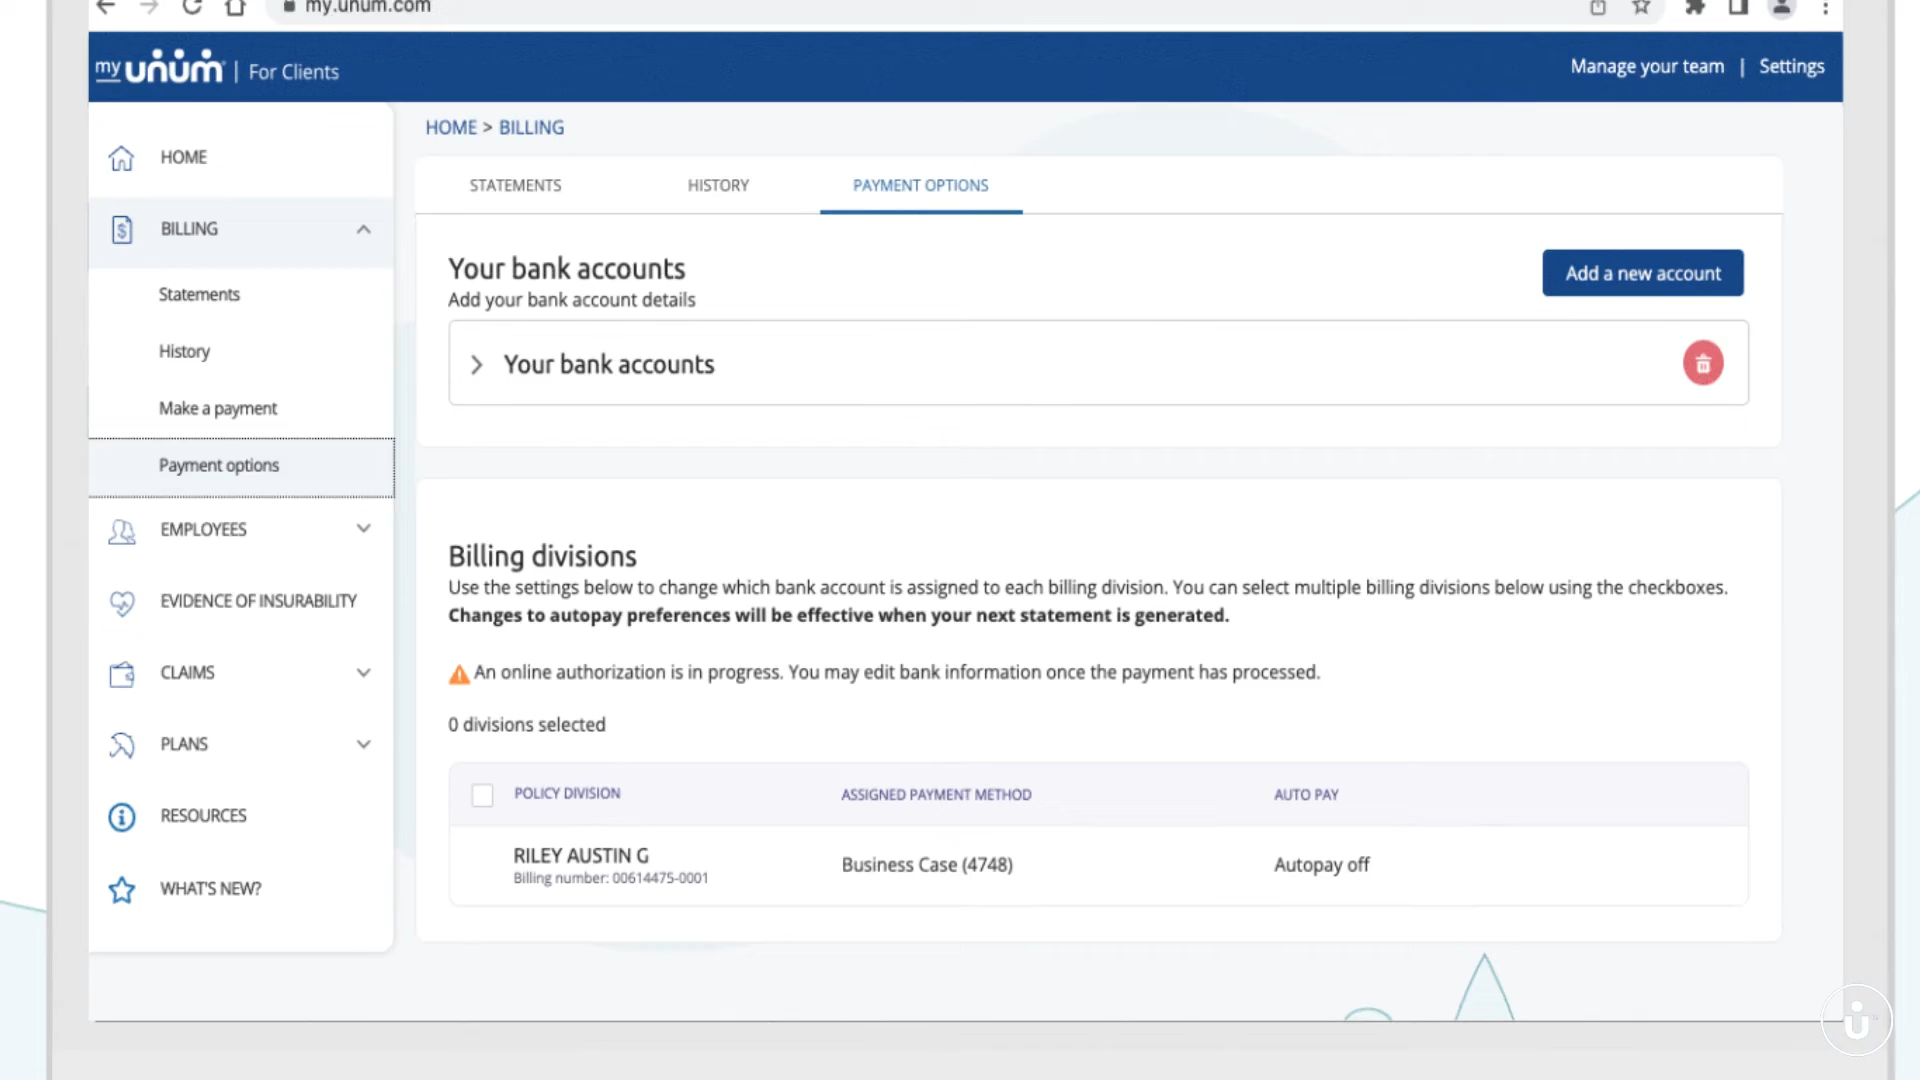 my.unum.com
my unum | For Clients
Manage your team | Settings
HOME > BILLING
HOME
BILLING
Statements
History
Make a payment
Payment options
EMPLOYEES
EVIDENCE OF INSURABILITY
CLAIMS
PLANS
RESOURCES
WHAT'S NEW?
STATEMENTS
HISTORY
PAYMENT OPTIONS
Your bank accounts
Add your bank account details
Add a new account
Your bank accounts
Billing divisions
Use the settings below to change which bank account is assigned to each billing division. You can select multiple billing divisions below using the checkboxes.
Changes to autopay preferences will be effective when your next statement is generated.
An online authorization is in progress. You may edit bank information once the payment has processed.
0 divisions selected
POLICY DIVISION
ASSIGNED PAYMENT METHOD
AUTO PAY
RILEY AUSTIN G
Billing number: 00614475-0001
Business Case (4748)
Autopay off